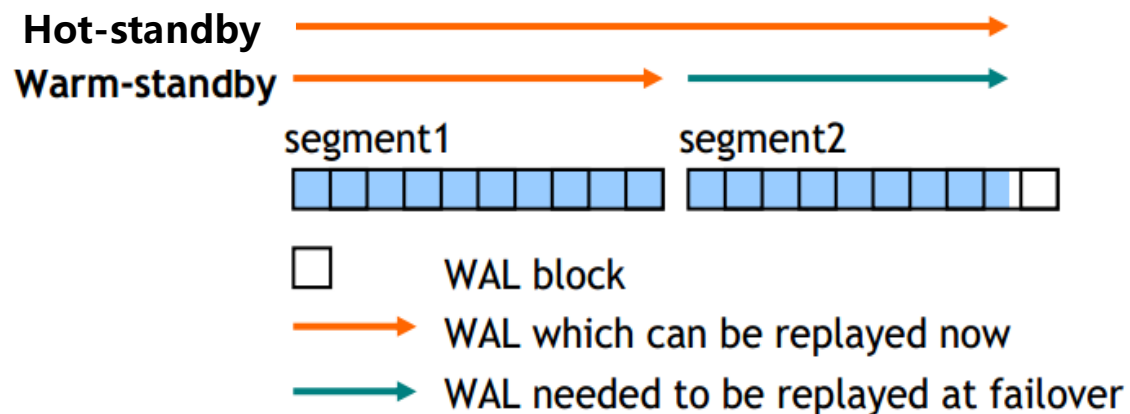 Hot-standby
Warm-standby
segment1 segment2
WAL block
WAL which can be replayed now
WAL needed to be replayed at failover